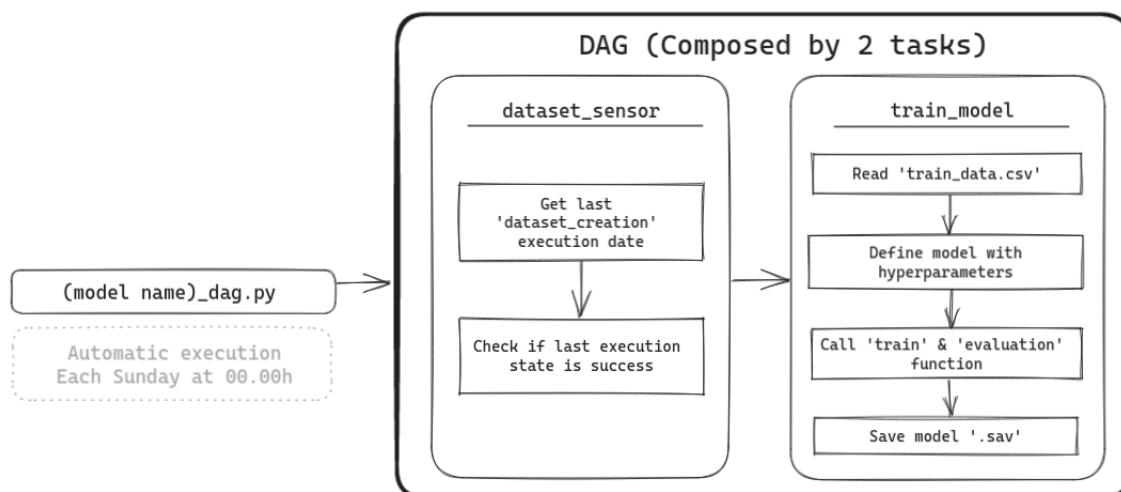 DAG (Composed by 2 tasks)
dataset_sensor
Get last
'dataset_creation'
execution date
Check if last execution
state is success
train_model
Read 'train_data.csv'
Define model with
hyperparameters
Call 'train' & 'evaluation'
function
Save model '.sav'
(model name)_dag.py
Automatic execution
Each Sunday at 00.00h